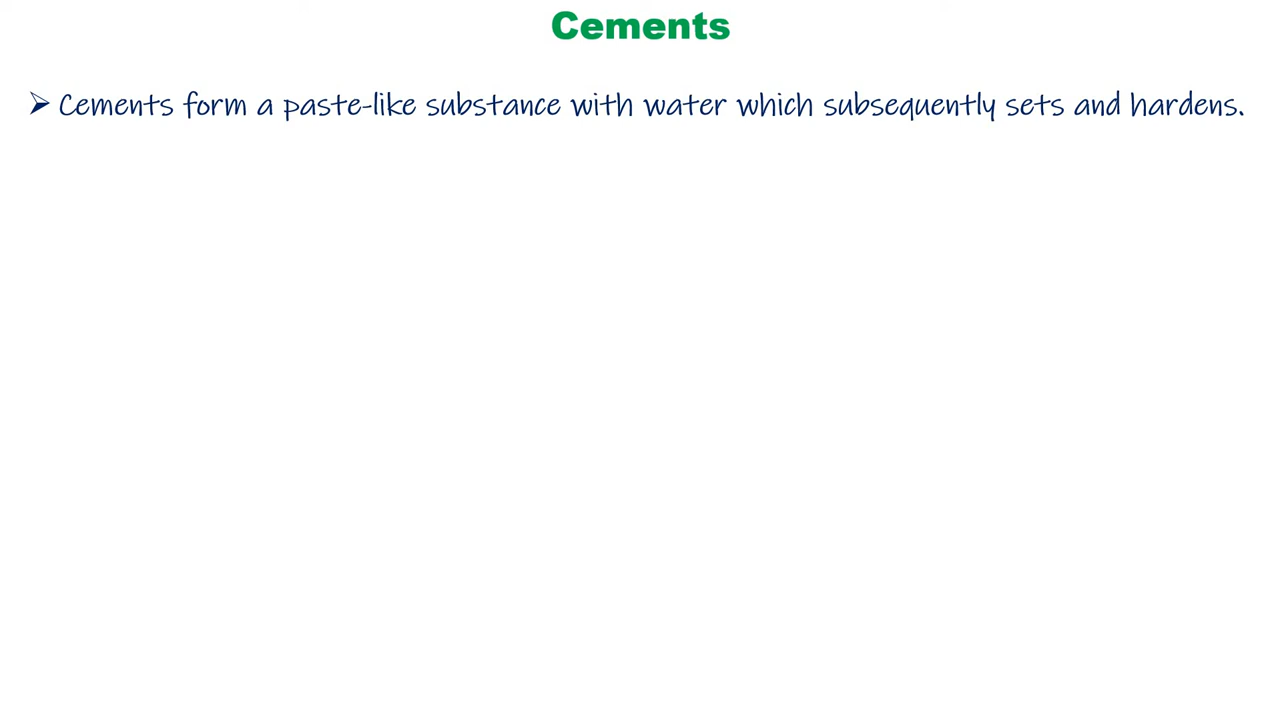 Cements
➢ Cements form a paste-like substance with water which subsequently sets and hardens.